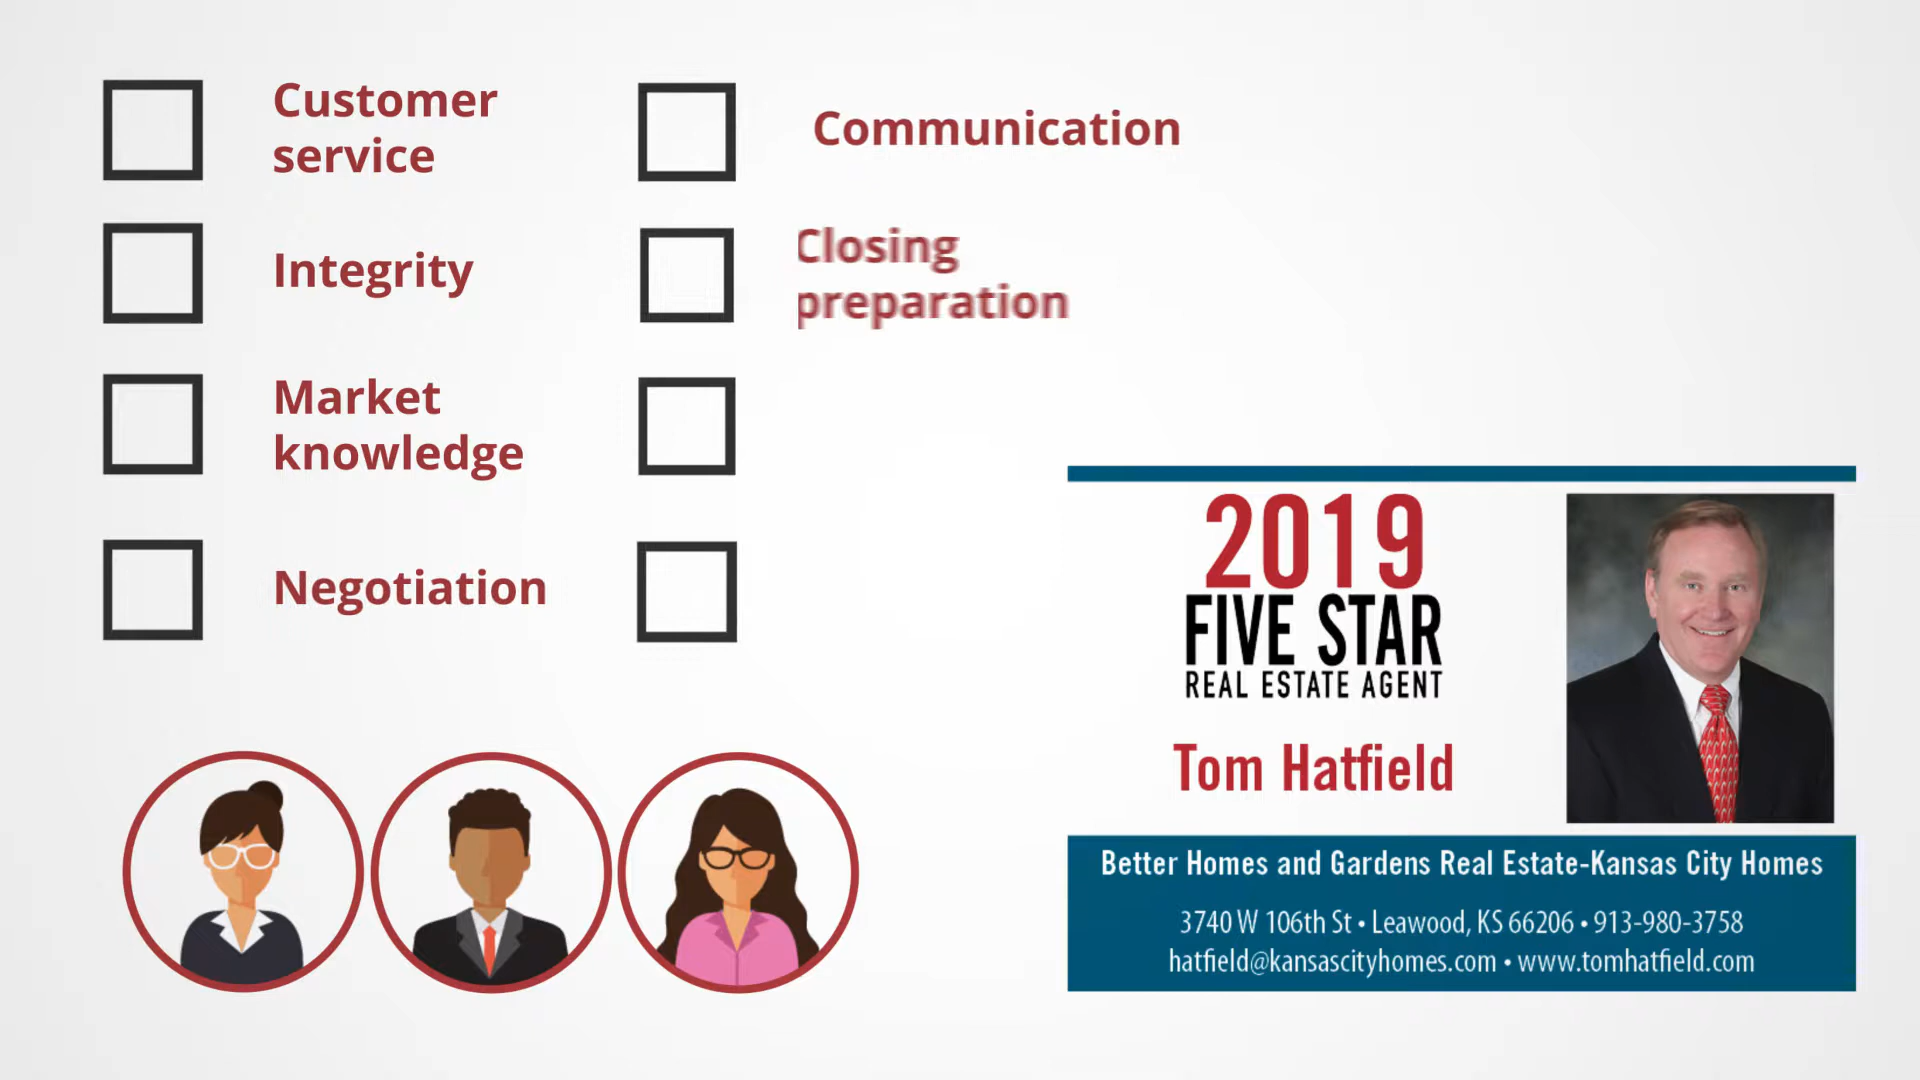 Customer
service
Integrity
Market
knowledge
Negotiation
Communication
Closing
preparation
2019
FIVE STAR
REAL ESTATE AGENT
Tom Hatfield
Better Homes and Gardens Real Estate-Kansas City Homes
3740 W 106th St • Leawood, KS 66206 • 913-980-3758
hatfield@kansascityhomes.com • www.tomhatfield.com